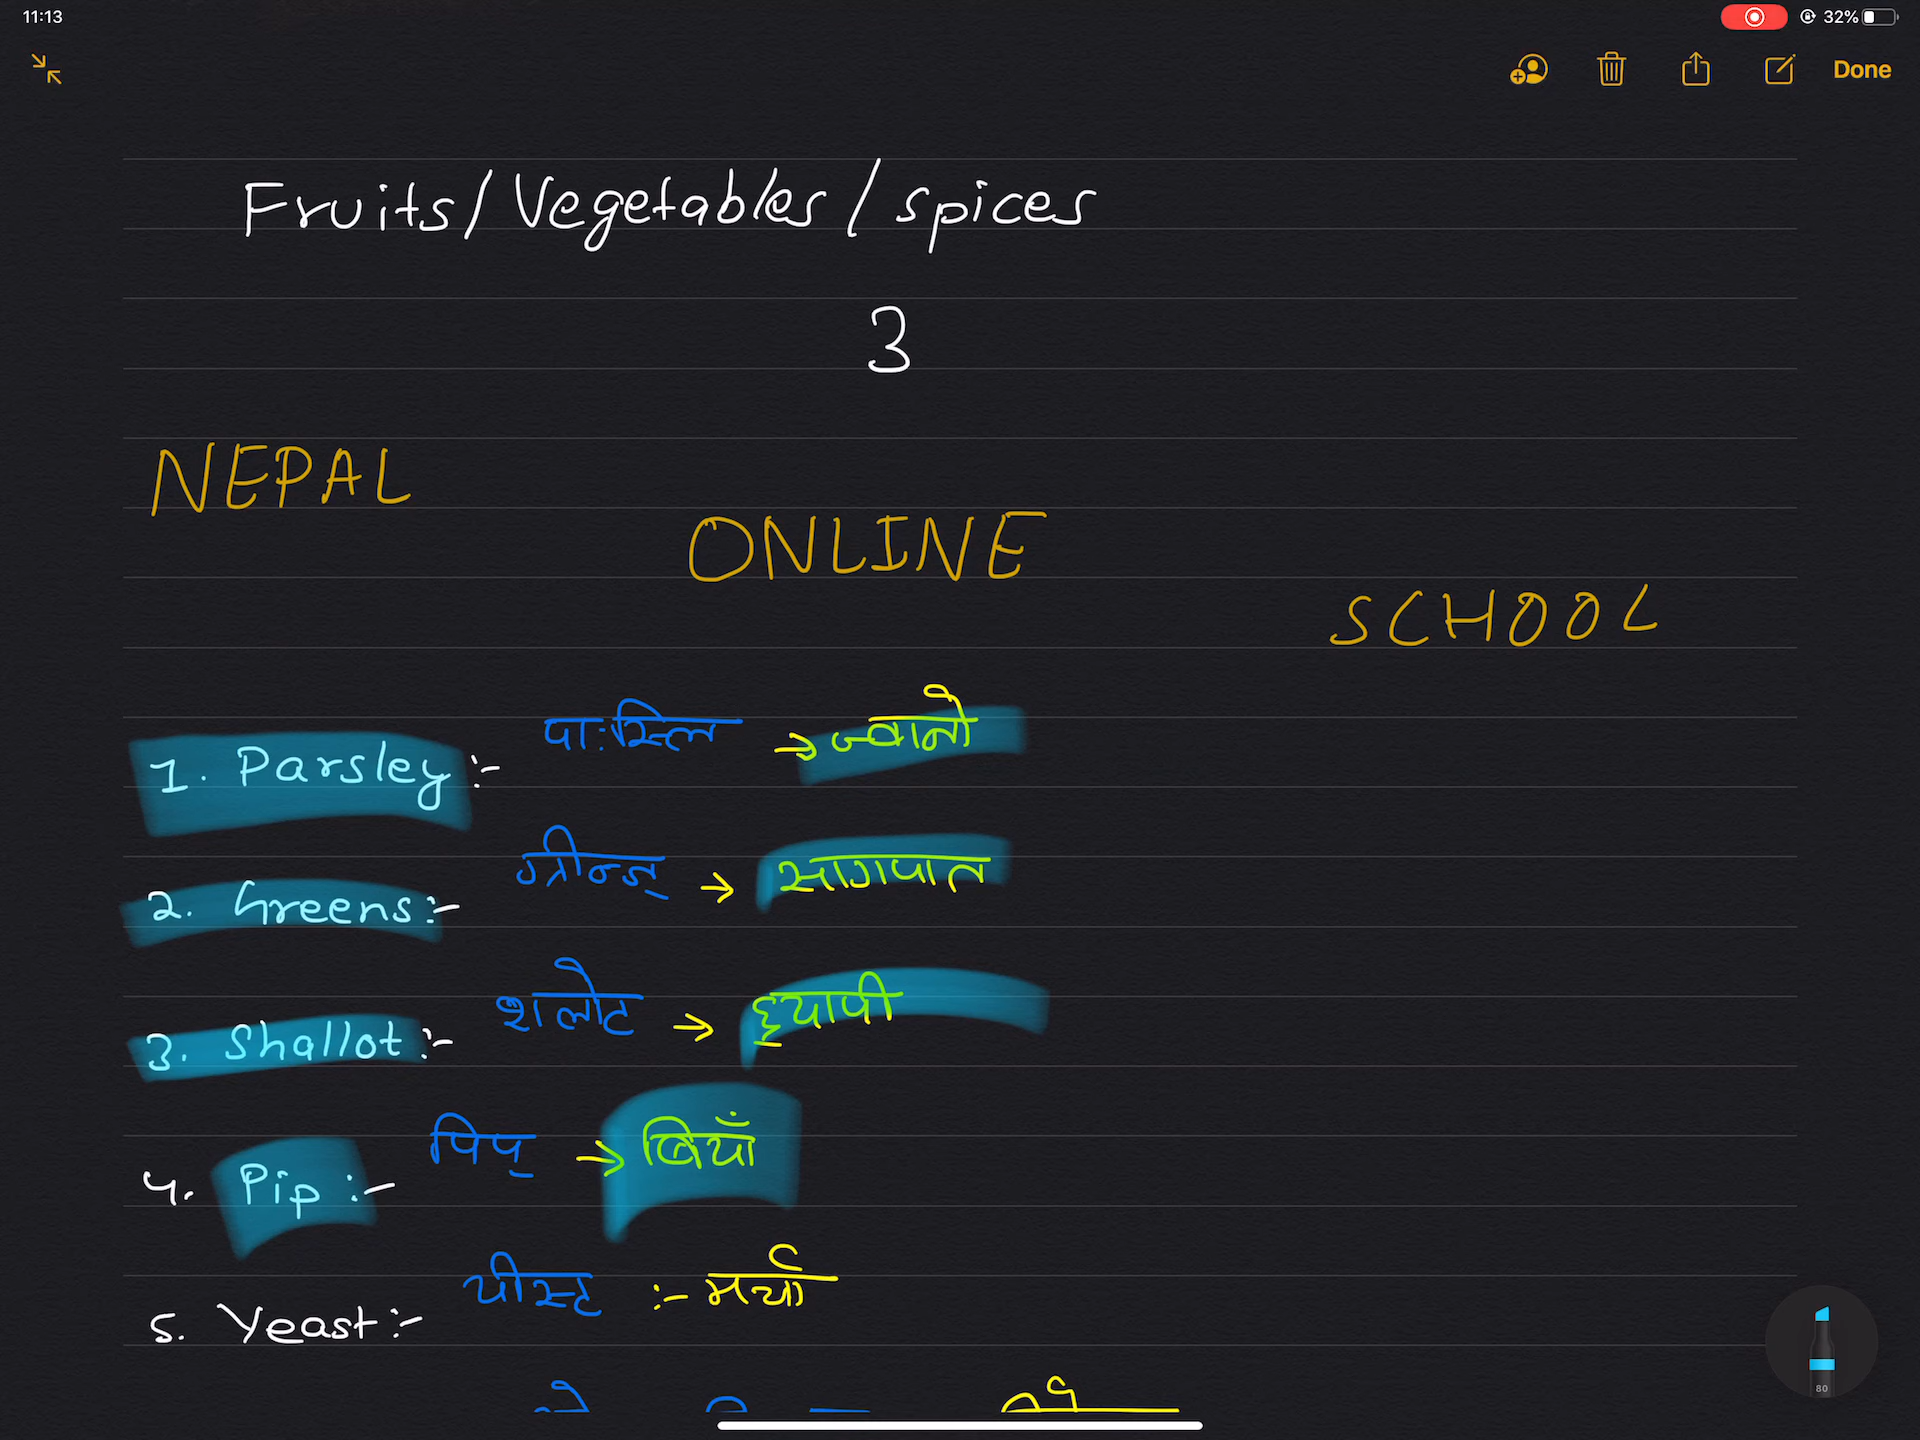 11:13
32%
Done
Fruits/Vegetables/spices
3
NEPAL
ONLINE
SCHOOL
1. Parsley :- पाःस्लि → ज्वानो
2. Greens:- ग्रीन्ज् → सागपात
3. Shallot:- शलोट → छ्यापी
4. Pip:- पिप् → बियाँ
5. Yeast:- यीस्ट :- मर्चा
80